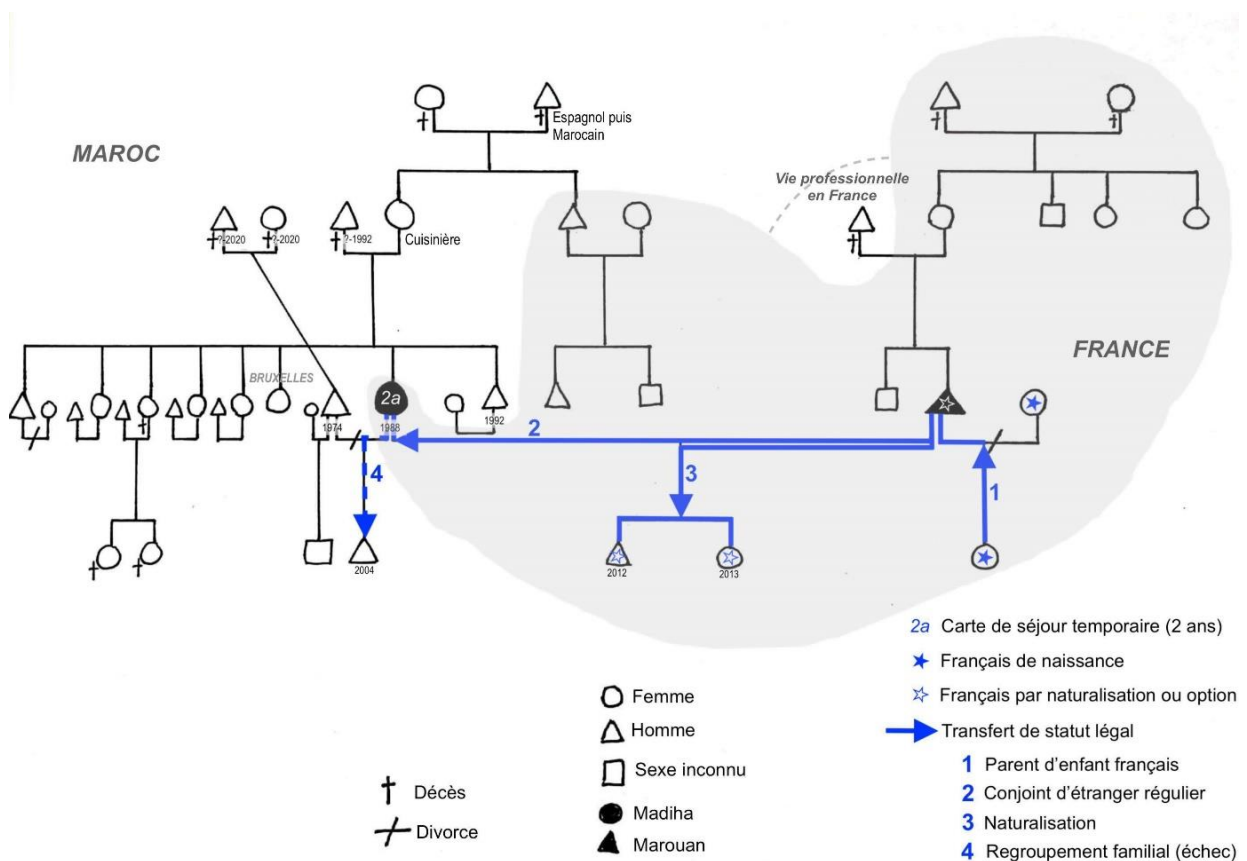 Espagnol puis
Marocain
MAROC
Vie professionnelle
en France
†?-2020
†?-2020
†?-1992
Cuisinière
FRANCE
BRUXELLES
2a
1974
1988
1992
2
4
3
1
2004
2012
2013
2a Carte de séjour temporaire (2 ans)
Français de naissance
Français par naturalisation ou option
Transfert de statut légal
1 Parent d'enfant français
2 Conjoint d'étranger régulier
3 Naturalisation
4 Regroupement familial (échec)
Femme
Homme
Sexe inconnu
Madiha
Marouan
Décès
Divorce